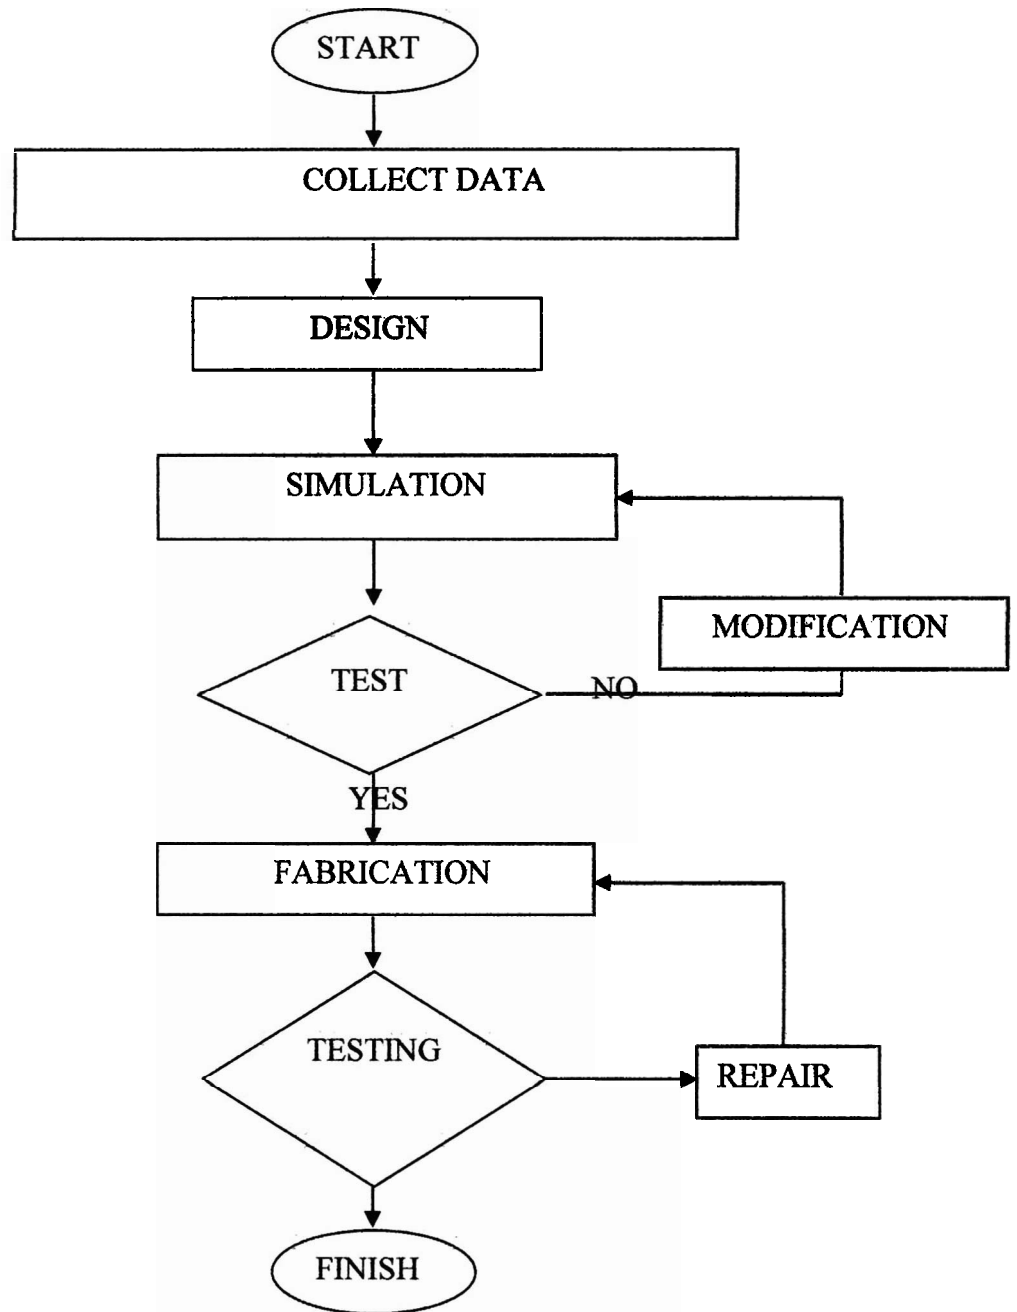 START
COLLECT DATA
DESIGN
SIMULATION
MODIFICATION
TEST
NO
YES
FABRICATION
TESTING
REPAIR
FINISH